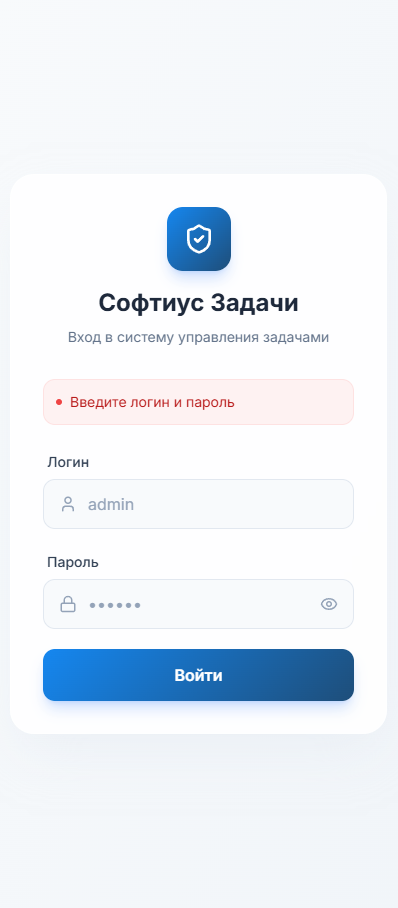 Софтиус Задачи
Вход в систему управления задачами
Введите логин и пароль
Логин
admin
Пароль
••••••
Войти